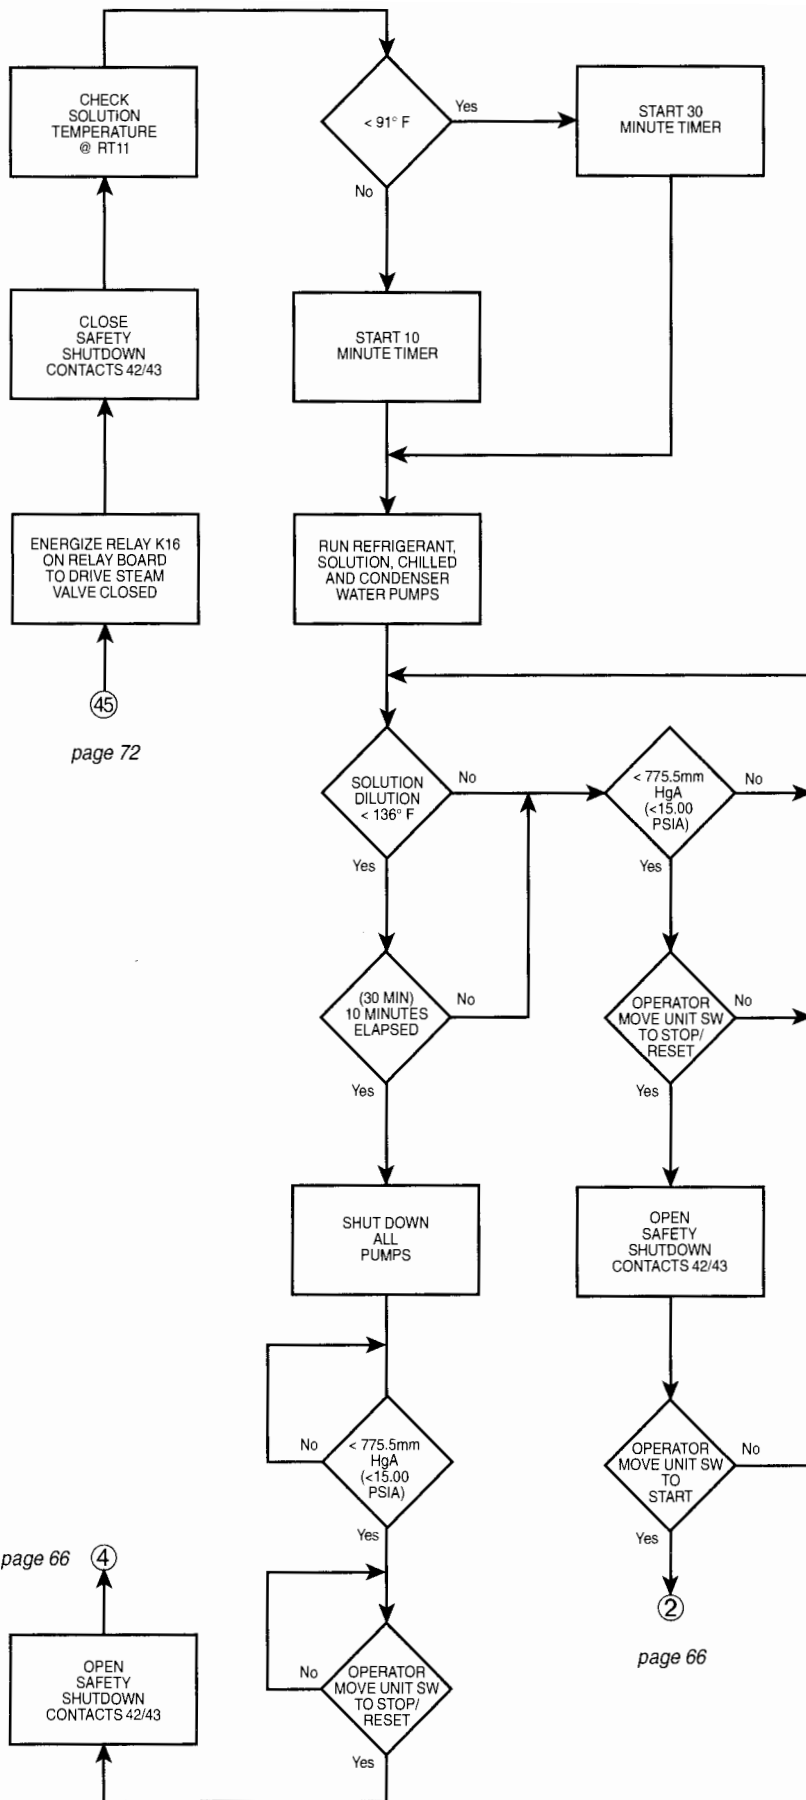 CHECK
SOLUTION
TEMPERATURE
@ RT11
< 91° F
Yes
No
START 30
MINUTE TIMER
CLOSE
SAFETY
SHUTDOWN
CONTACTS 42/43
START 10
MINUTE TIMER
ENERGIZE RELAY K16
ON RELAY BOARD
TO DRIVE STEAM
VALVE CLOSED
RUN REFRIGERANT,
SOLUTION, CHILLED
AND CONDENSER
WATER PUMPS
45
page 72
SOLUTION
DILUTION
< 136° F
No
Yes
< 775.5mm
HgA
(<15.00
PSIA)
No
Yes
(30 MIN)
10 MINUTES
ELAPSED
No
Yes
OPERATOR
MOVE UNIT SW
TO STOP/
RESET
No
Yes
SHUT DOWN
ALL
PUMPS
OPEN
SAFETY
SHUTDOWN
CONTACTS 42/43
No
< 775.5mm
HgA
(<15.00
PSIA)
Yes
OPERATOR
MOVE UNIT SW
TO
START
No
Yes
2
page 66
page 66 4
OPEN
SAFETY
SHUTDOWN
CONTACTS 42/43
No
OPERATOR
MOVE UNIT SW
TO STOP/
RESET
Yes